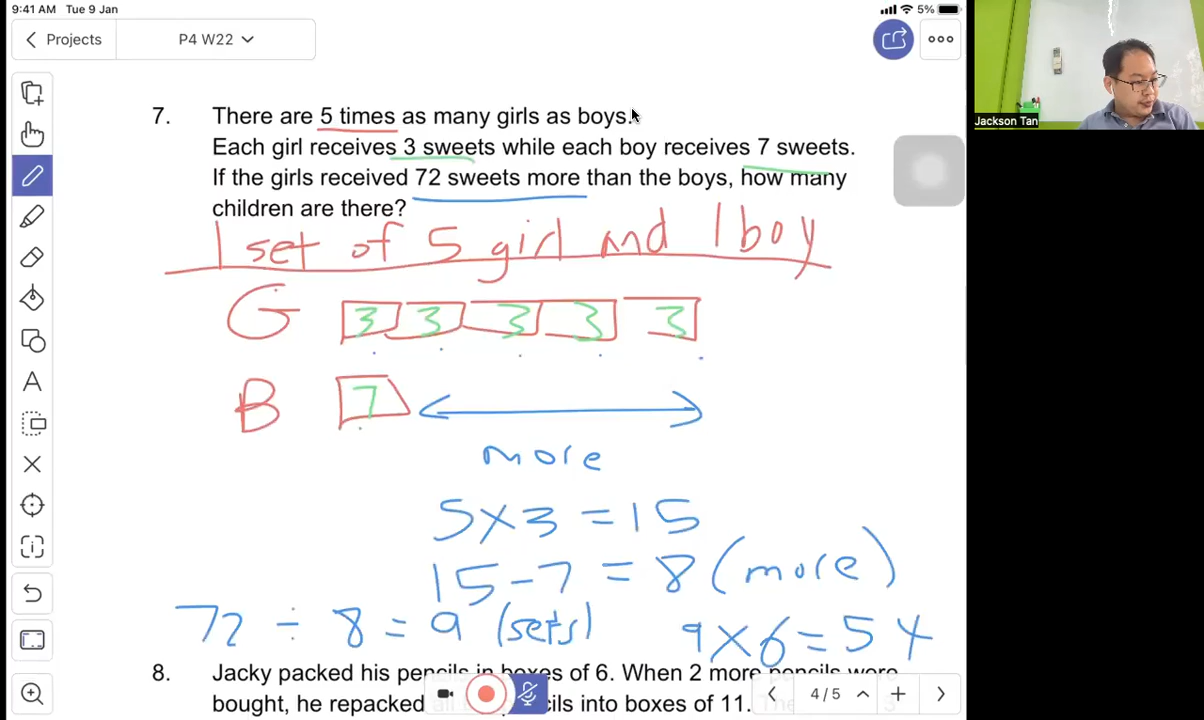 9:41 AM Tue 9 Jan
5%
Projects
P4 W22
7. There are 5 times as many girls as boys.
Each girl receives 3 sweets while each boy receives 7 sweets.
If the girls received 72 sweets more than the boys, how many
children are there?
1 set of 5 girl and 1 boy
G 3 3 3 3 3
B 7
more
5 × 3 = 15
15 - 7 = 8 (more)
72 ÷ 8 = 9 (sets)
9 × 6 = 54
8. Jacky packed his pencils in boxes of 6. When 2 more pencils were
bought, he repacked all
cils into boxes of 11.
4/5
Jackson Tan